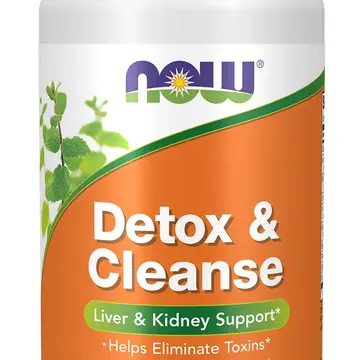 NOW®
Detox &
Cleanse
Liver & Kidney Support*
•Helps Eliminate Toxins*